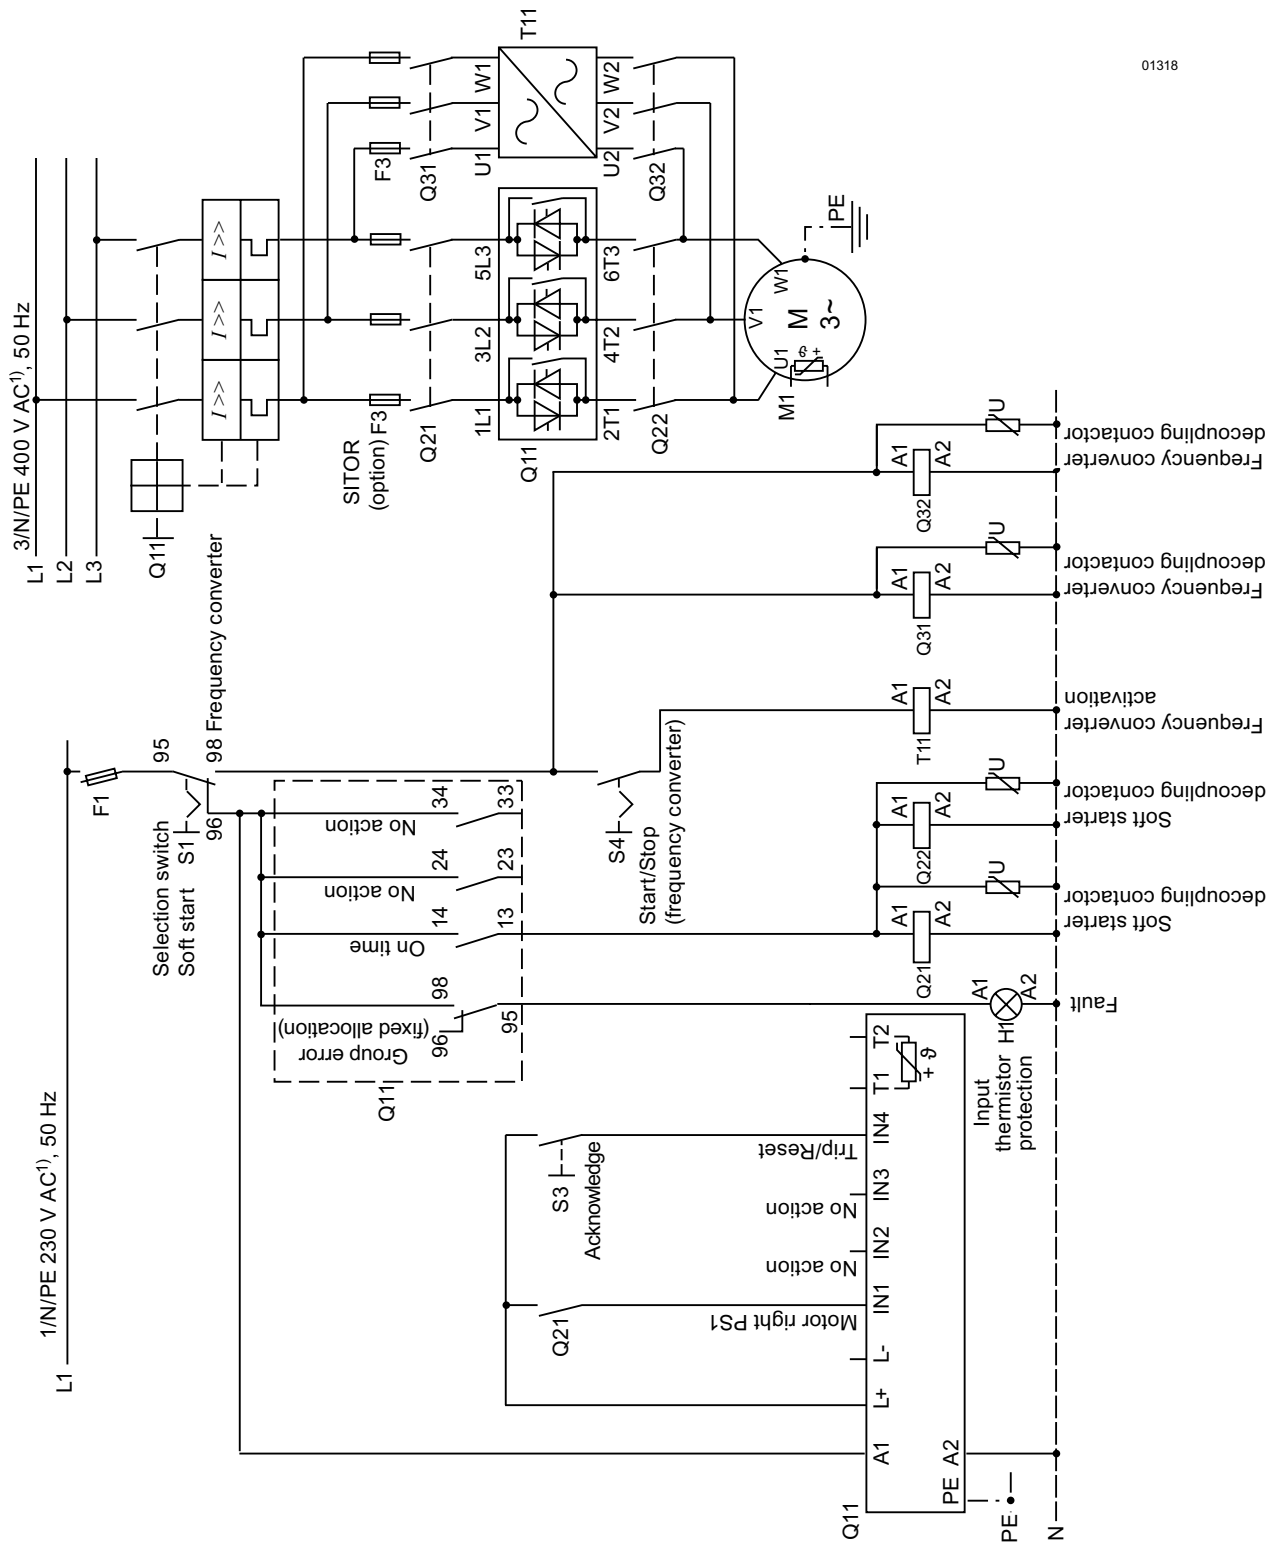 01318
3/N/PE 400 V AC1), 50 Hz
L1
L2
L3
Q11
I >>
I >>
I >>
SITOR
(option) F3
F3
Q21
Q31
1L1
3L2
5L3
U1
V1
W1
T11
Q11
2T1
4T2
6T3
U2
V2
W2
Q22
Q32
M1
U1
V1
W1
M
3~
ϑ +
PE
1/N/PE 230 V AC1), 50 Hz
L1
F1
Selection switch
Soft start
S1
95
96
98 Frequency converter
Q11
Group error
(fixed allocation)
96
98
95
On time
14
13
No action
24
23
No action
34
33
S4
Start/Stop
(frequency converter)
Q21
Motor right PS1
No action
No action
S3
Acknowledge
Trip/Reset
Q11
A1
L+
L-
IN1
IN2
IN3
IN4
T1
T2
+ ϑ
PE A2
PE
N
Input
thermistor
protection
H1
A1
A2
Fault
Q21
A1
A2
U
Soft starter
decoupling contactor
Q22
A1
A2
U
Soft starter
decoupling contactor
T11
A1
A2
Frequency converter
activation
Q31
A1
A2
U
Frequency converter
decoupling contactor
Q32
A1
A2
U
Frequency converter
decoupling contactor